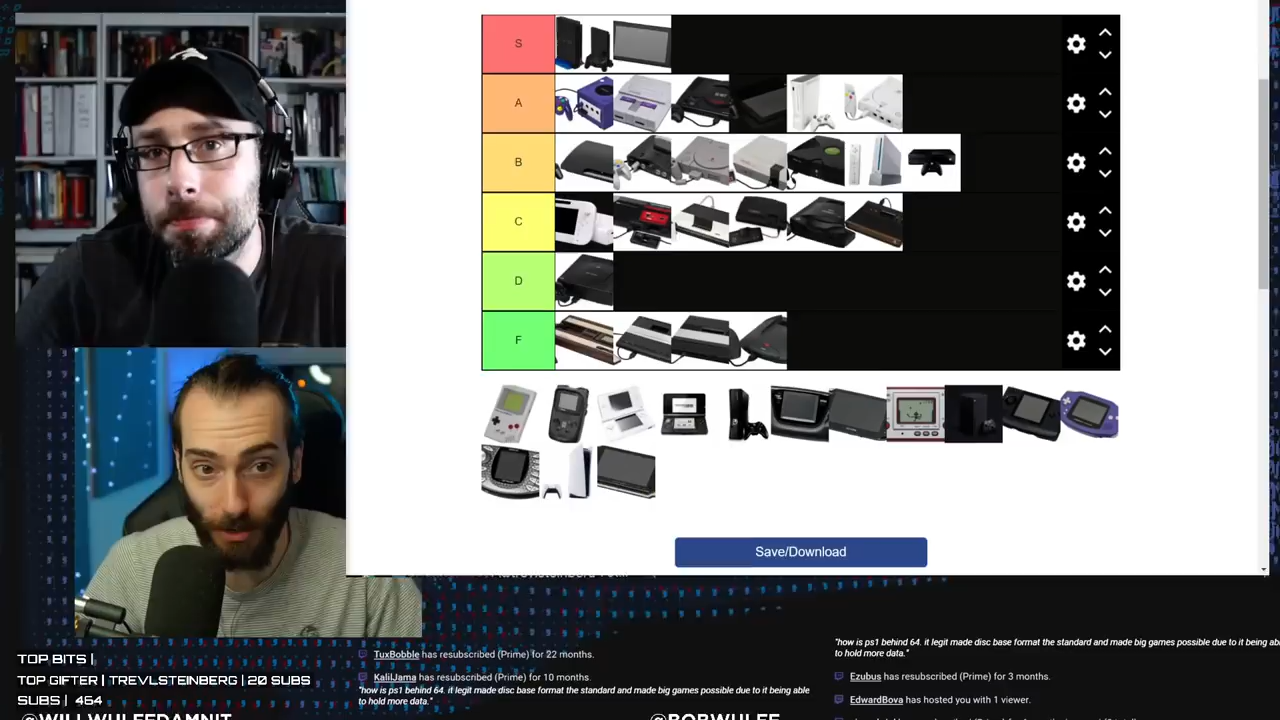 S
A
B
C
D
F
Save/Download
TOP BITS |
TOP GIFTER | TREVLSTEINBERG | 20 SUBS
SUBS | 464
@WILLWULFEDAMNIT
TuxBobble has resubscribed (Prime) for 22 months.
KalilJama has resubscribed (Prime) for 10 months.
"how is ps1 behind 64. it legit made disc base format the standard and made big games possible due to it being able
to hold more data."
@BOBWULFE
"how is ps1 behind 64. it legit made disc base format the standard and made big games possible due to it being
to hold more data."
Ezubus has resubscribed (Prime) for 3 months.
EdwardBova has hosted you with 1 viewer.